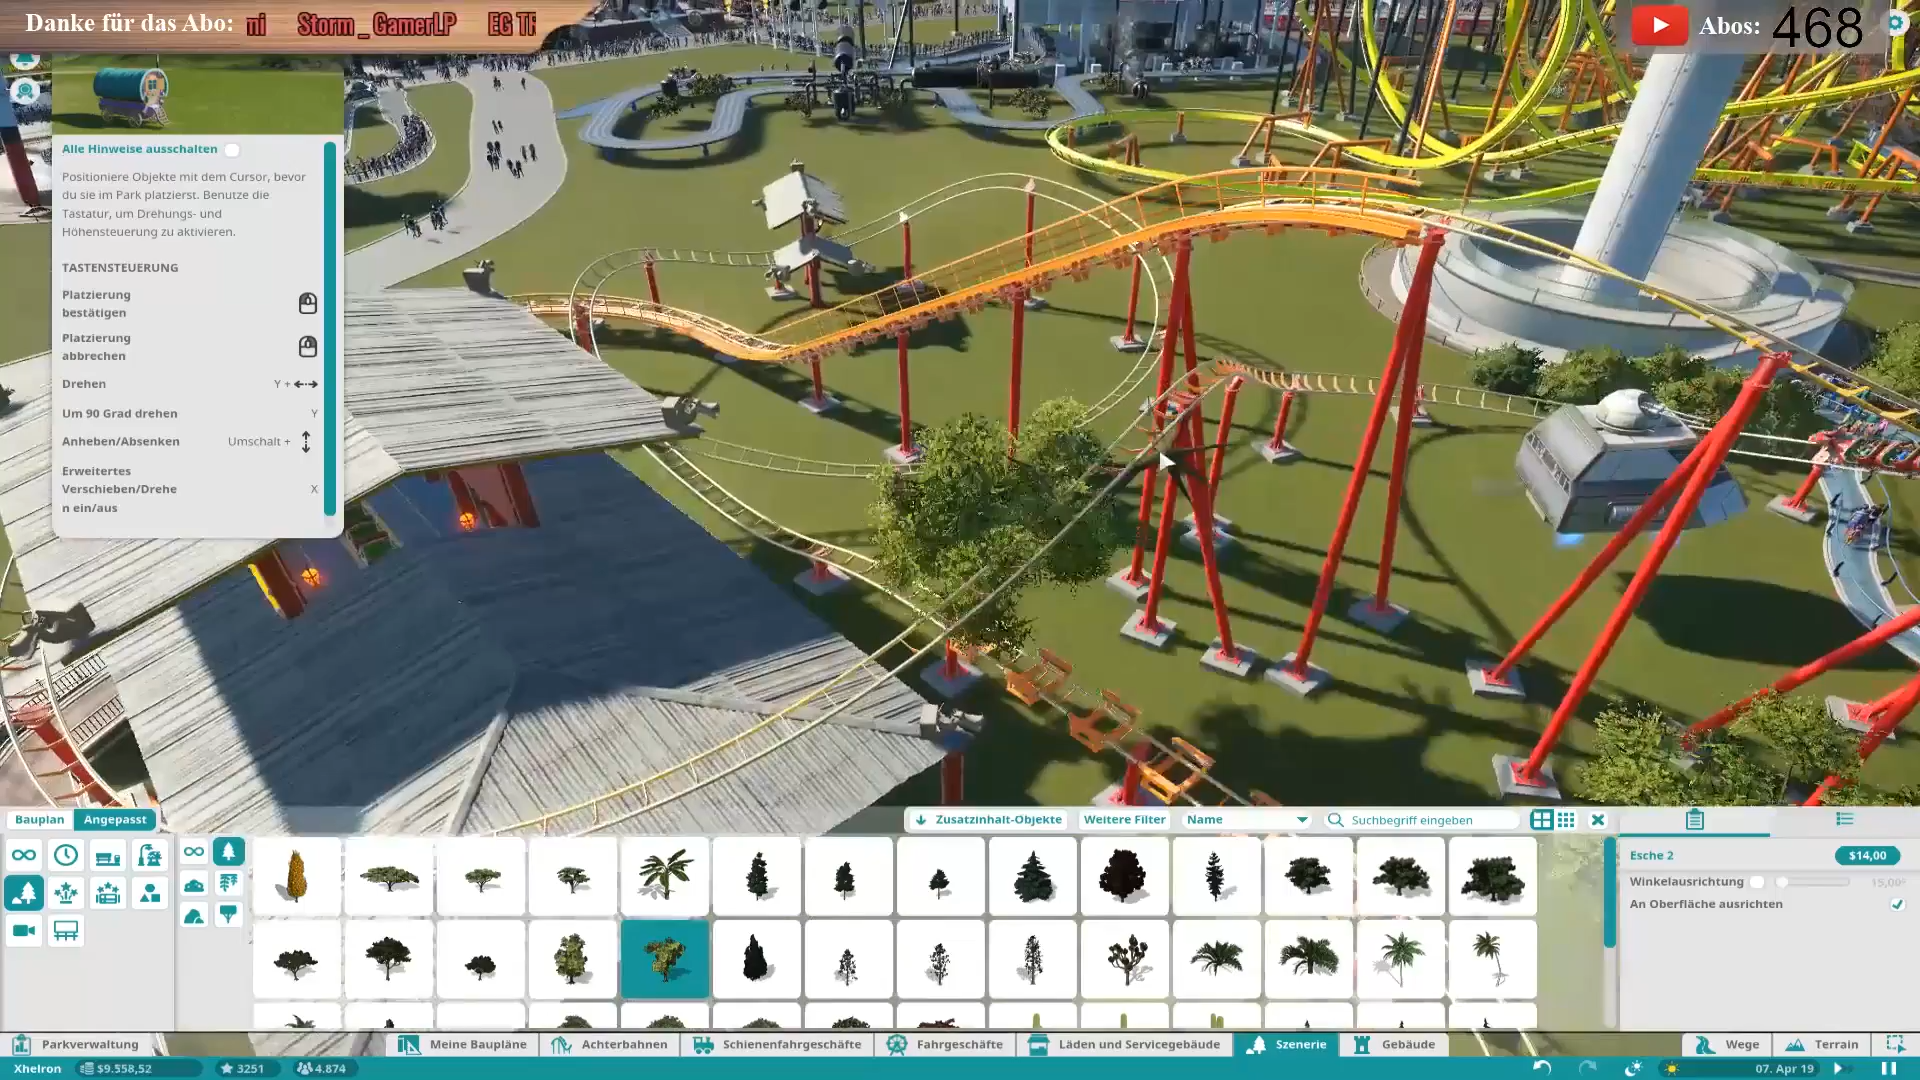 Danke für das Abo: ni Storm_GamerLP EG TF
Abos: 468
Alle Hinweise ausschalten
Positioniere Objekte mit dem Cursor, bevor
du sie im Park platzierst. Benutze die
Tastatur, um Drehungs- und
Höhensteuerung zu aktivieren.
TASTENSTEUERUNG
Platzierung
bestätigen
Platzierung
abbrechen
Drehen Y +
Um 90 Grad drehen Y
Anheben/Absenken Umschalt +
Erweitertes
Verschieben/Drehe
n ein/aus X
Bauplan Angepasst
Zusatzinhalt-Objekte Weitere Filter Name Suchbegriff eingeben
Esche 2 $14,00
Winkelausrichtung 15,00°
An Oberfläche ausrichten
Parkverwaltung Meine Baupläne Achterbahnen Schienenfahrgeschäfte Fahrgeschäfte Läden und Servicegebäude Szenerie Gebäude Wege Terrain
Xhelron $9.558,52 3251 4.874 07. Apr 19